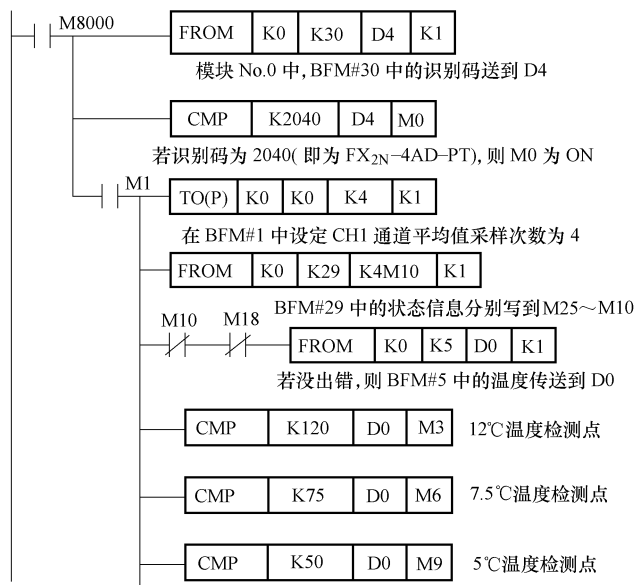 M8000
FROM K0 K30 D4 K1
模块 No.0 中,BFM#30 中的识别码送到 D4
CMP K2040 D4 M0
若识别码为 2040( 即为 FX2N-4AD-PT), 则 M0 为 ON
M1
TO(P) K0 K0 K4 K1
在 BFM#1 中设定 CH1 通道平均值采样次数为 4
FROM K0 K29 K4M10 K1
BFM#29 中的状态信息分别写到 M25～M10
M10 M18
FROM K0 K5 D0 K1
若没出错,则 BFM#5 中的温度传送到 D0
CMP K120 D0 M3 12℃温度检测点
CMP K75 D0 M6 7.5℃温度检测点
CMP K50 D0 M9 5℃温度检测点